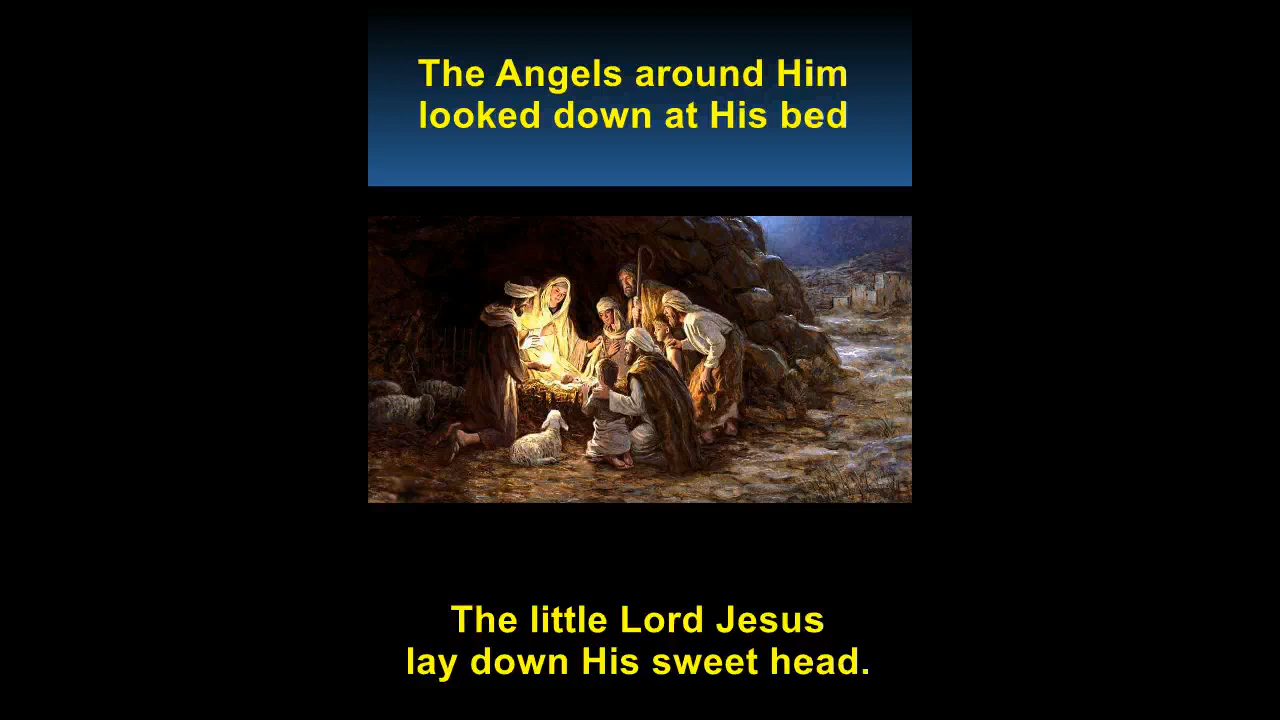 The Angels around Him
looked down at His bed
The little Lord Jesus
lay down His sweet head.